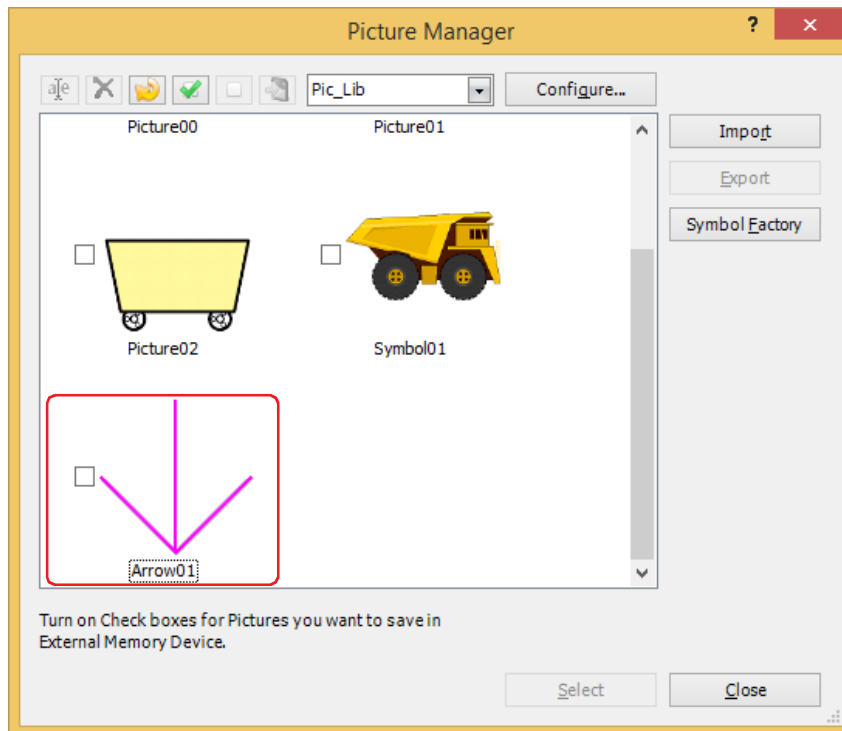 Picture Manager
?
a e
Pic_Lib
Configure...
Picture00
Picture01
Import
Export
Symbol Factory
Picture02
Symbol01
Arrow01
Turn on Check boxes for Pictures you want to save in
External Memory Device.
Select
Close